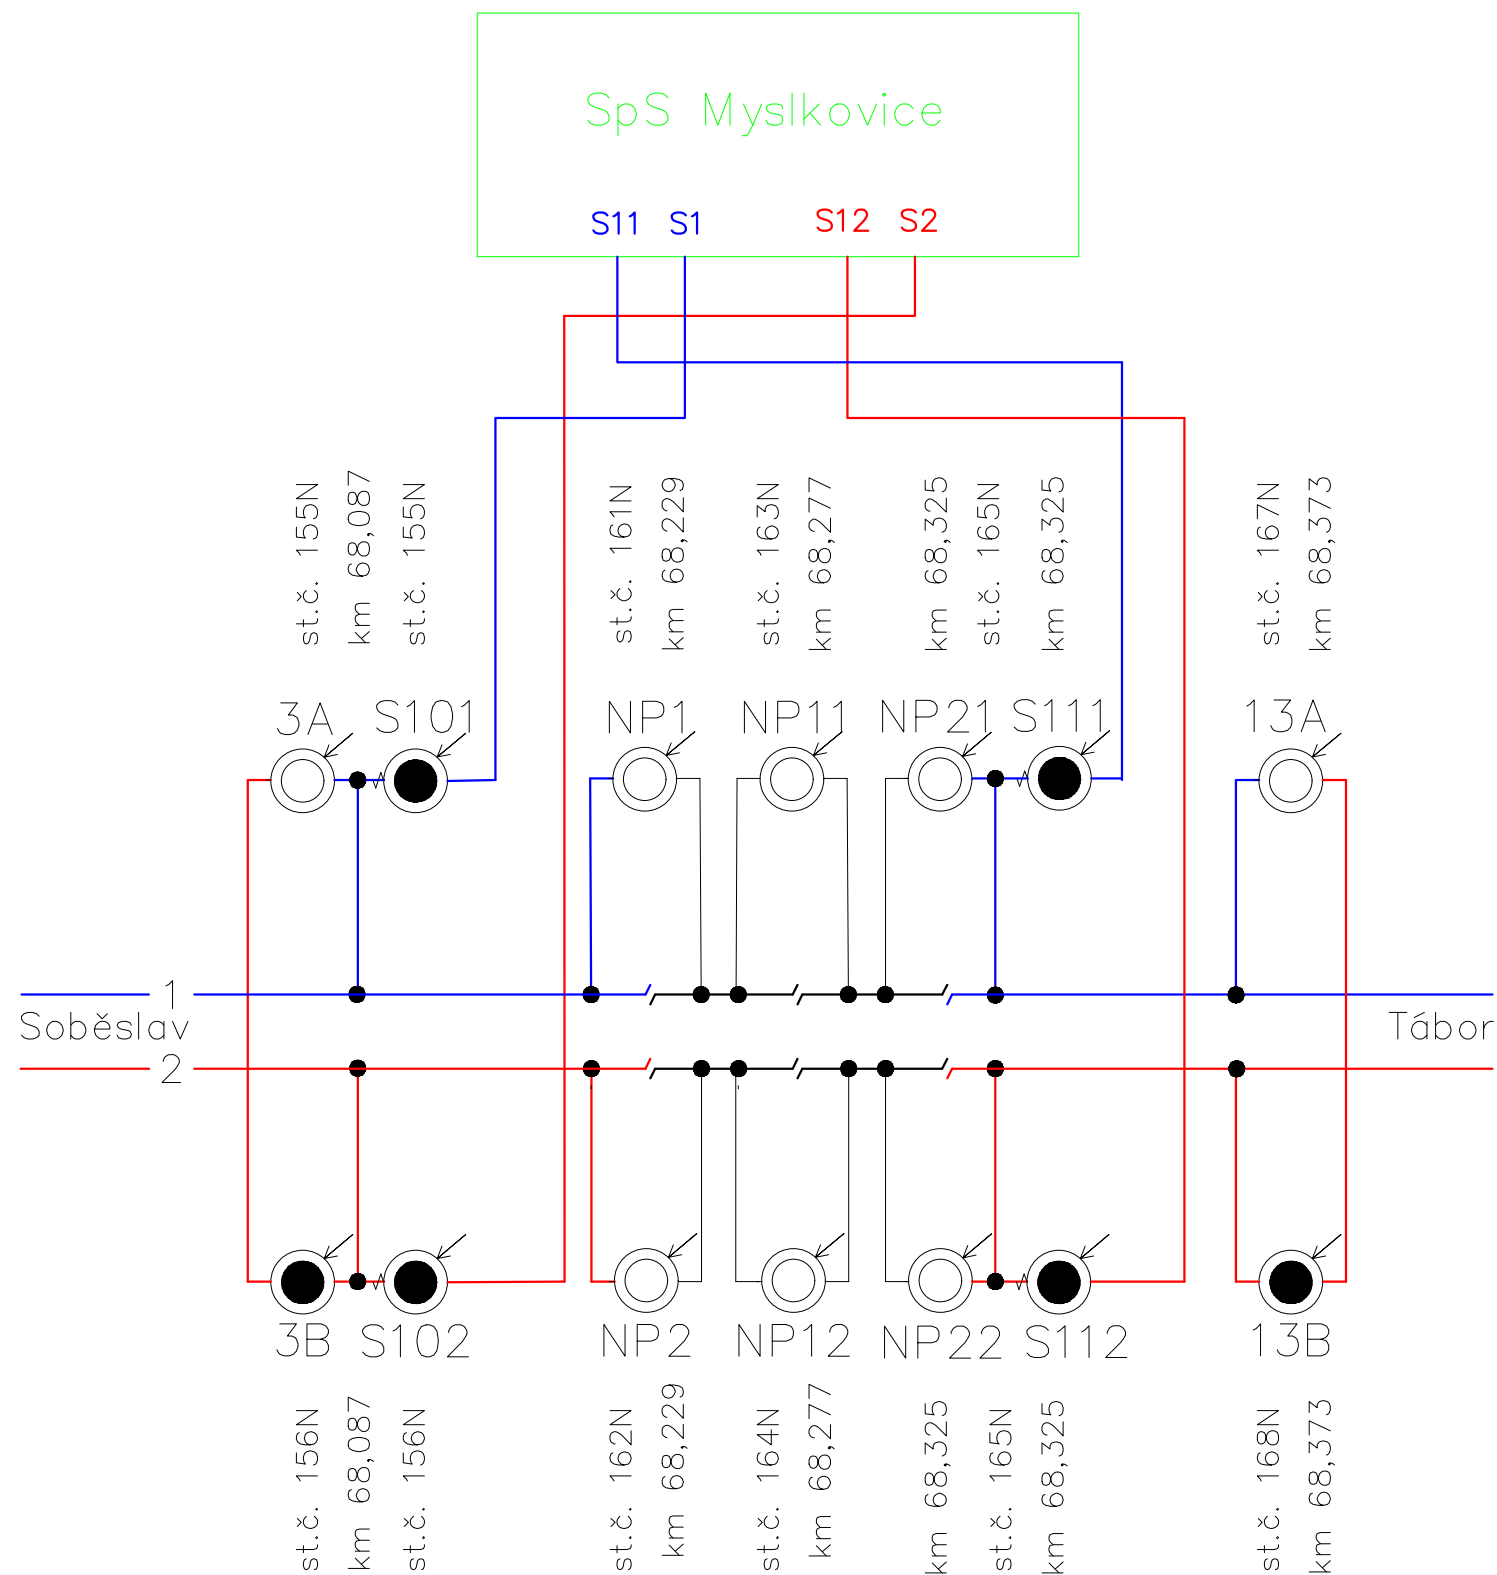 SpS Myslkovice
S11 S1 S12 S2
st.č. 155N
km 68,087
st.č. 155N
st.č. 161N
km 68,229
st.č. 163N
km 68,277
km 68,325
st.č. 165N
km 68,325
st.č. 167N
km 68,373
3A S101 NP1 NP11 NP21 S111 13A
1
Soběslav Tábor
2
3B S102 NP2 NP12 NP22 S112 13B
st.č. 156N
km 68,087
st.č. 156N
st.č. 162N
km 68,229
st.č. 164N
km 68,277
km 68,325
st.č. 165N
km 68,325
st.č. 168N
km 68,373